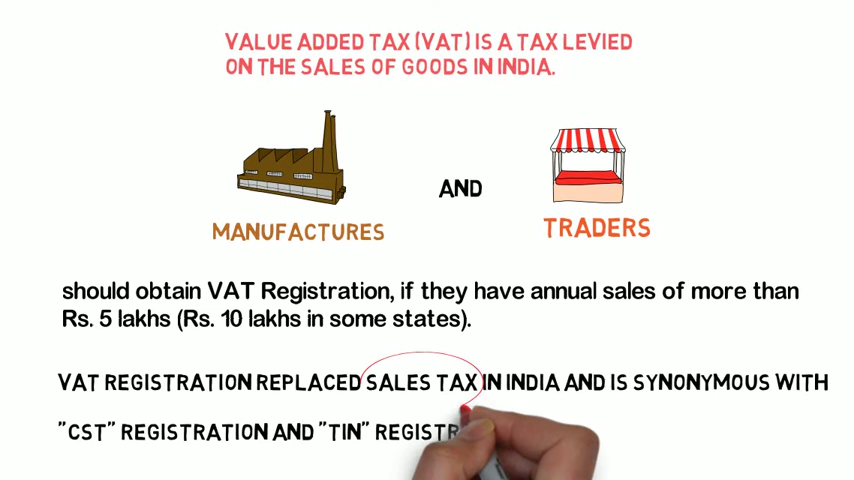 VALUE ADDED TAX (VAT) IS A TAX LEVIED
ON THE SALES OF GOODS IN INDIA.
AND
MANUFACTURES
TRADERS
should obtain VAT Registration, if they have annual sales of more than
Rs. 5 lakhs (Rs. 10 lakhs in some states).
VAT REGISTRATION REPLACED SALES TAX IN INDIA AND IS SYNONYMOUS WITH
"CST" REGISTRATION AND "TIN"